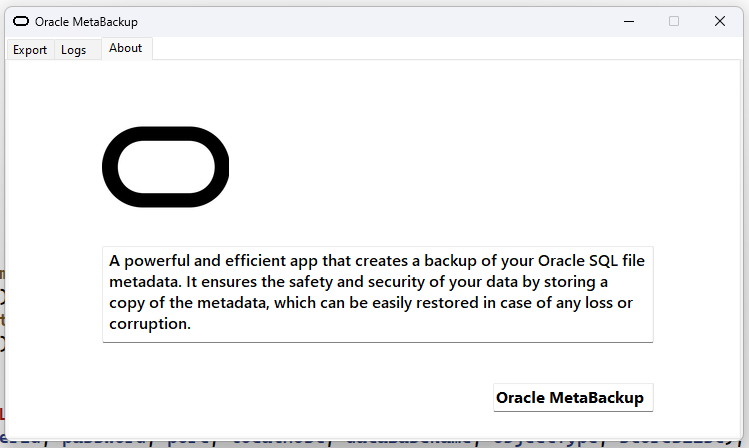 Oracle MetaBackup
Export Logs About
A powerful and efficient app that creates a backup of your Oracle SQL file
metadata. It ensures the safety and security of your data by storing a
copy of the metadata, which can be easily restored in case of any loss or
corruption.
Oracle MetaBackup